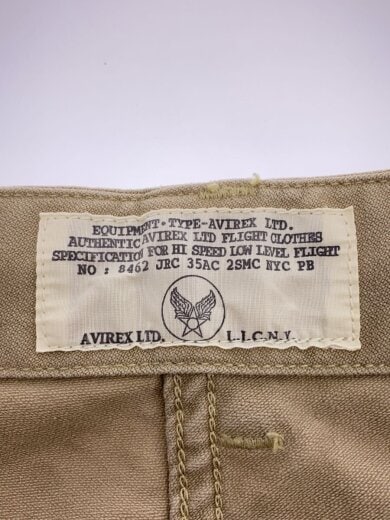 EQUIPMENT·TYPE-AVIREX LTD.
AUTHENTIC AVIREX LTD FLIGHT CLOTHES
SPECIFICATION FOR HI SPEED LOW LEVEL FLIGHT
NO : 8462 JRC 35AC 2SMC NYC PB
AVIREX LTD. L.I.C.N.Y.